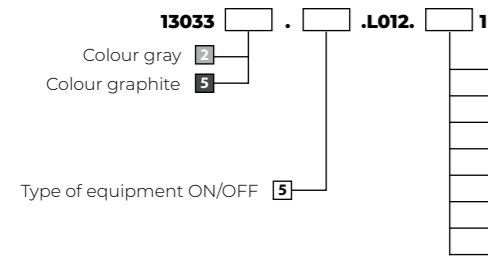 13033 . .L012. 1
Colour gray 2
Colour graphite 5
Type of equipment ON/OFF 5